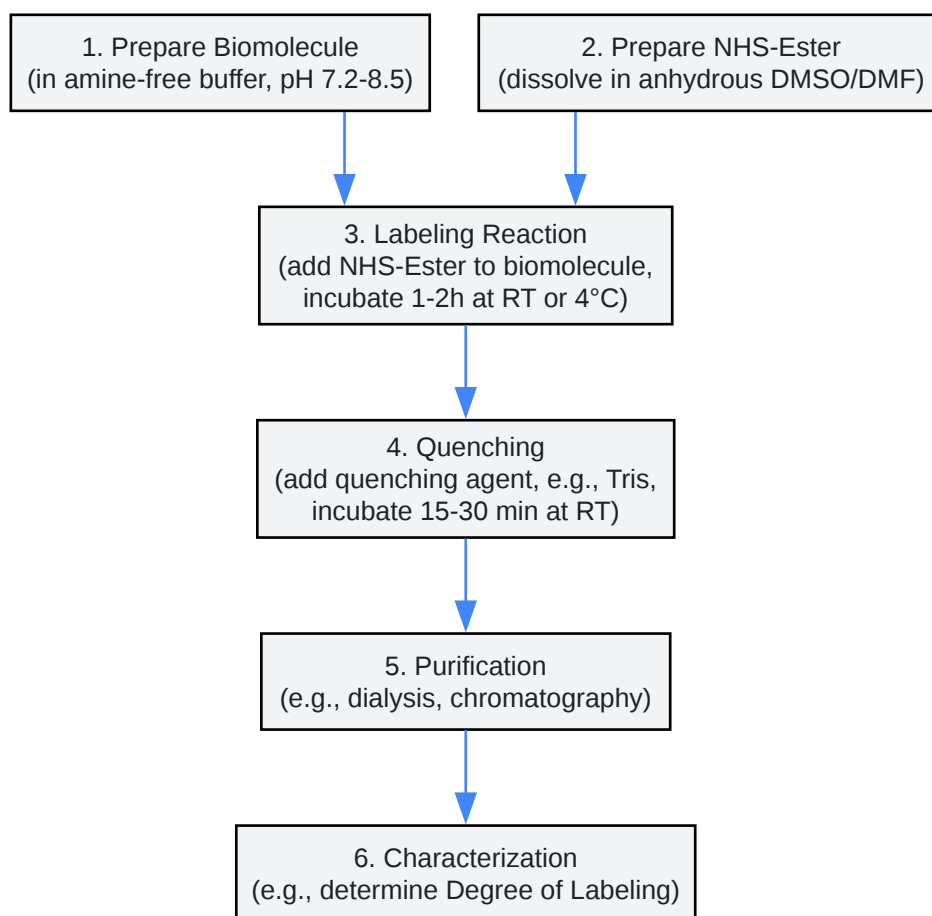 1. Prepare Biomolecule
(in amine-free buffer, pH 7.2-8.5)
2. Prepare NHS-Ester
(dissolve in anhydrous DMSO/DMF)
3. Labeling Reaction
(add NHS-Ester to biomolecule,
incubate 1-2h at RT or 4°C)
4. Quenching
(add quenching agent, e.g., Tris,
incubate 15-30 min at RT)
5. Purification
(e.g., dialysis, chromatography)
6. Characterization
(e.g., determine Degree of Labeling)